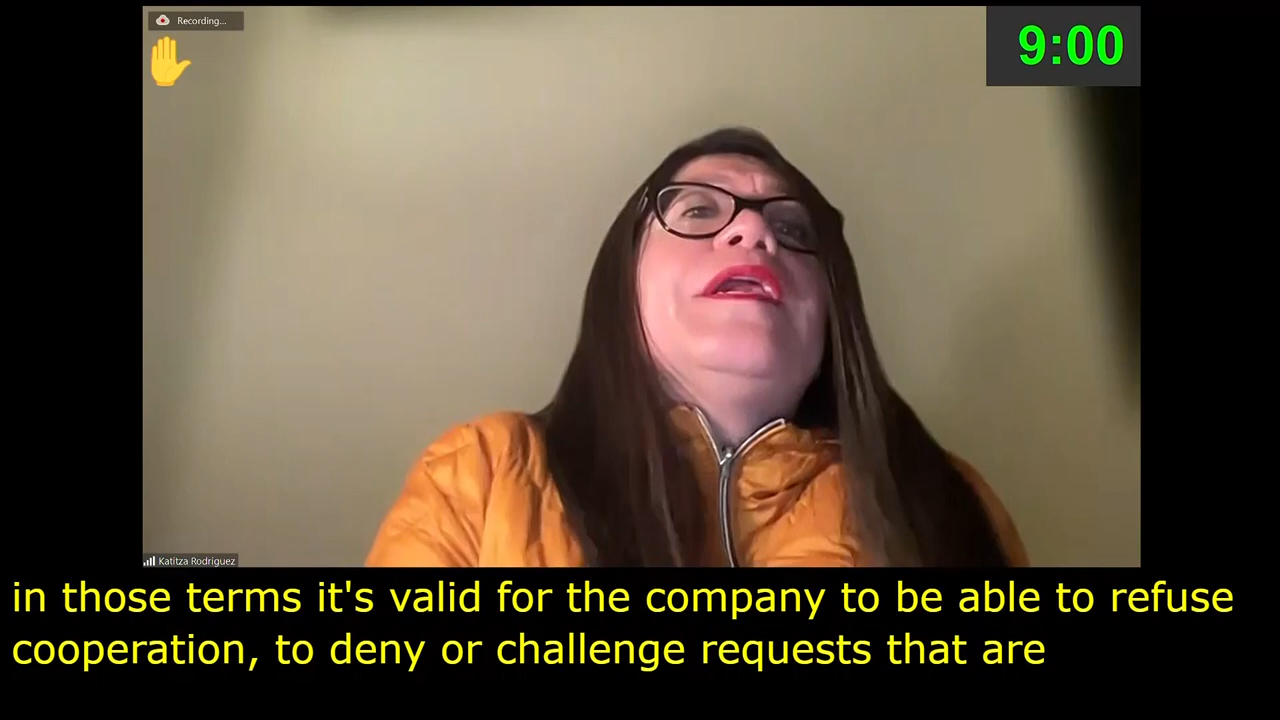 Recording...
9:00
Katitza Rodriguez
in those terms it's valid for the company to be able to refuse
cooperation, to deny or challenge requests that are